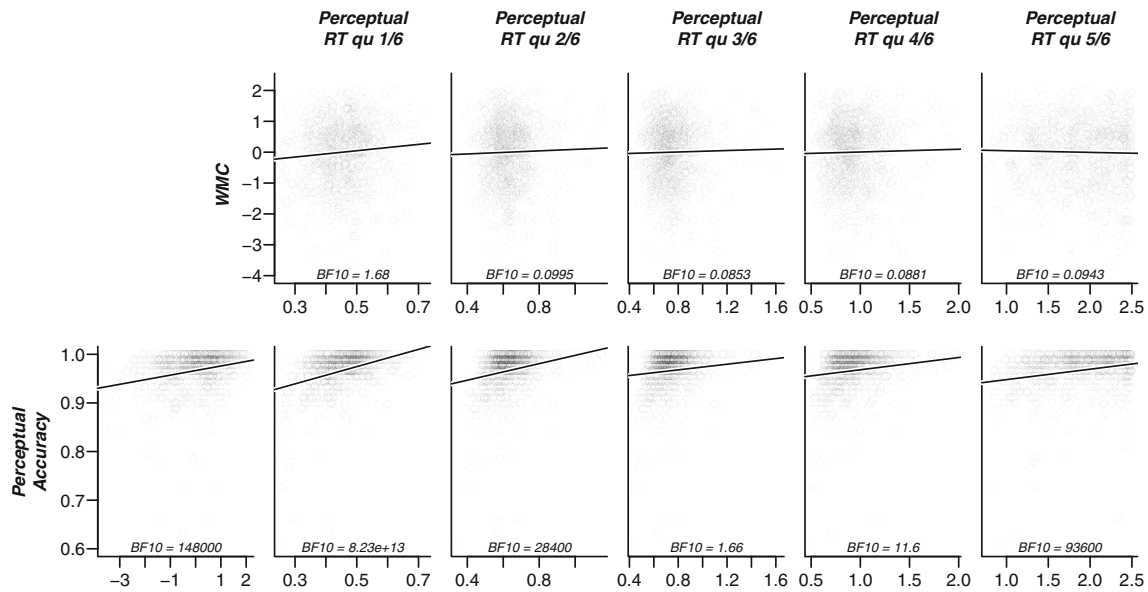 Perceptual RT qu 1/6
Perceptual RT qu 2/6
Perceptual RT qu 3/6
Perceptual RT qu 4/6
Perceptual RT qu 5/6
WMC
2
1
0
−1
−2
−3
−4
BF10 = 1.68
BF10 = 0.0995
BF10 = 0.0853
BF10 = 0.0881
BF10 = 0.0943
0.3 0.5 0.7
0.4 0.8
0.4 0.8 1.2 1.6
0.5 1.0 1.5 2.0
1.0 1.5 2.0 2.5
Perceptual
Accuracy
1.0
0.9
0.8
0.7
0.6
BF10 = 148000
BF10 = 8.23e+13
BF10 = 28400
BF10 = 1.66
BF10 = 11.6
BF10 = 93600
−3 −1 1 2
0.3 0.5 0.7
0.4 0.8
0.4 0.8 1.2 1.6
0.5 1.0 1.5 2.0
1.0 1.5 2.0 2.5